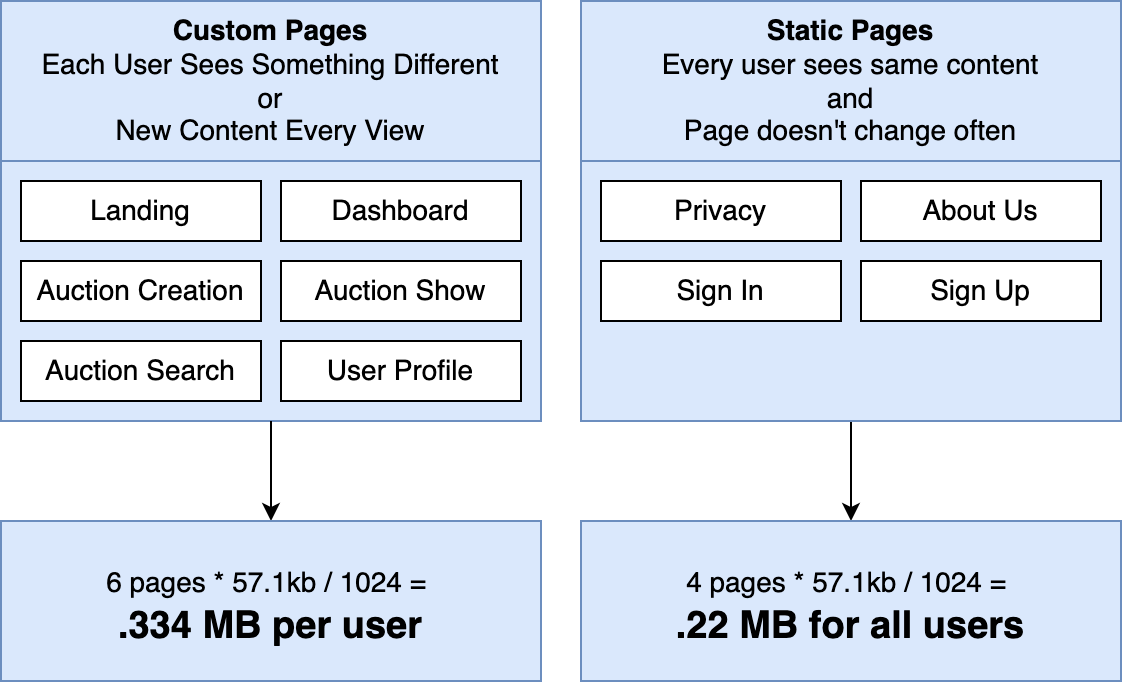 Custom Pages
Each User Sees Something Different
or
New Content Every View
Landing
Dashboard
Auction Creation
Auction Show
Auction Search
User Profile
6 pages * 57.1kb / 1024 =
.334 MB per user
Static Pages
Every user sees same content
and
Page doesn't change often
Privacy
About Us
Sign In
Sign Up
4 pages * 57.1kb / 1024 =
.22 MB for all users